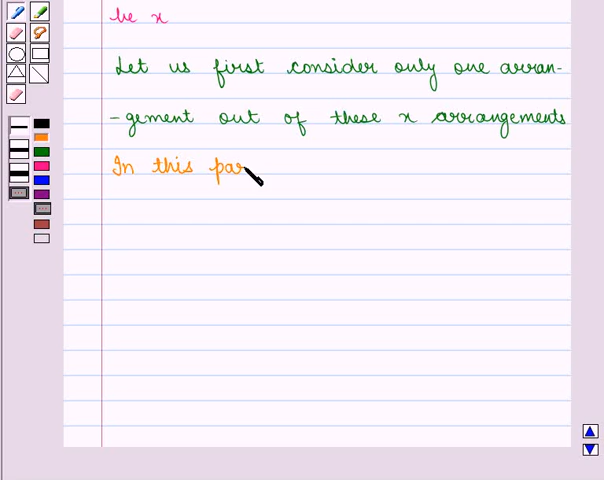 be x
Let us first consider only one arran-
-gement out of these x arrangements
In this par